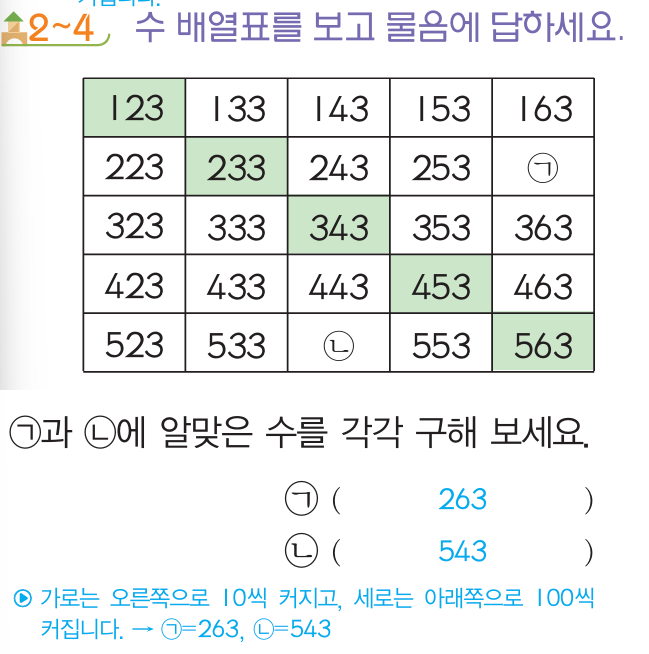 2~4 수 배열표를 보고 물음에 답하세요.
123 133 143 153 163
223 233 243 253 ㉠
323 333 343 353 363
423 433 443 453 463
523 533 ㉡ 553 563
㉠과 ㉡에 알맞은 수를 각각 구해 보세요.
㉠ ( 263 )
㉡ ( 543 )
가로는 오른쪽으로 10씩 커지고, 세로는 아래쪽으로 100씩
커집니다. → ㉠=263, ㉡=543